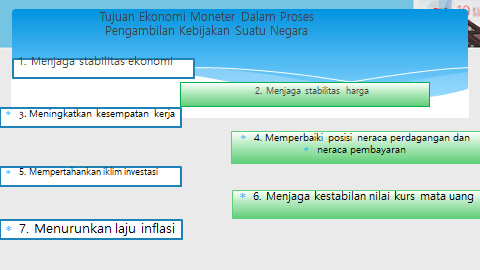 Tujuan Ekonomi Moneter Dalam Proses
Pengambilan Kebijakan Suatu Negara
1. Menjaga stabilitas ekonomi
2. Menjaga stabilitas harga
3. Meningkatkan kesempatan kerja
4. Memperbaiki posisi neraca perdagangan dan
neraca pembayaran
5. Mempertahankan iklim investasi
6. Menjaga kestabilan nilai kurs mata uang
7. Menurunkan laju inflasi